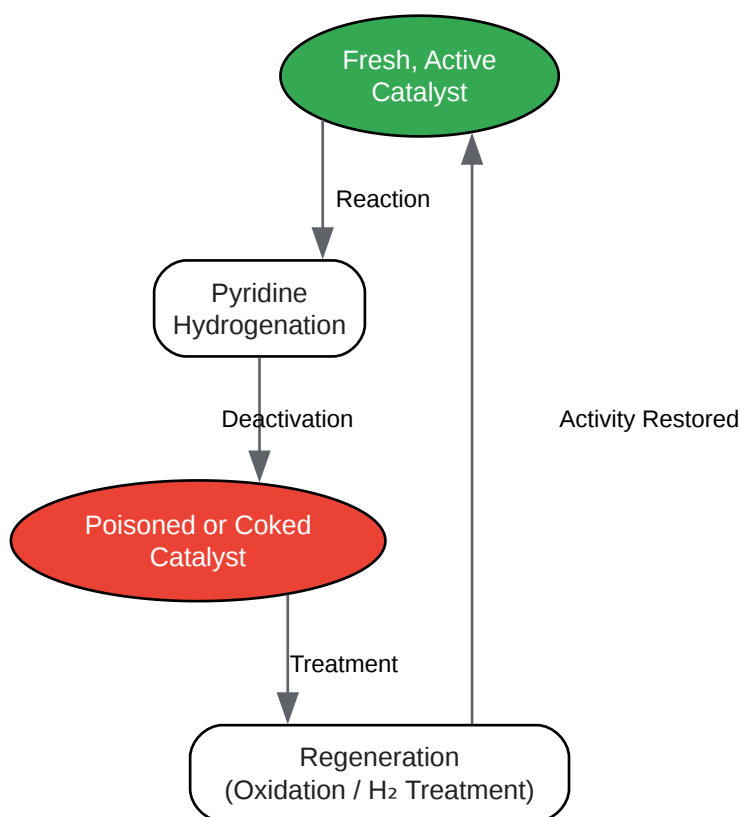 Fresh, Active
Catalyst
Reaction
Pyridine
Hydrogenation
Deactivation
Activity Restored
Poisoned or Coked
Catalyst
Treatment
Regeneration
(Oxidation / H₂ Treatment)